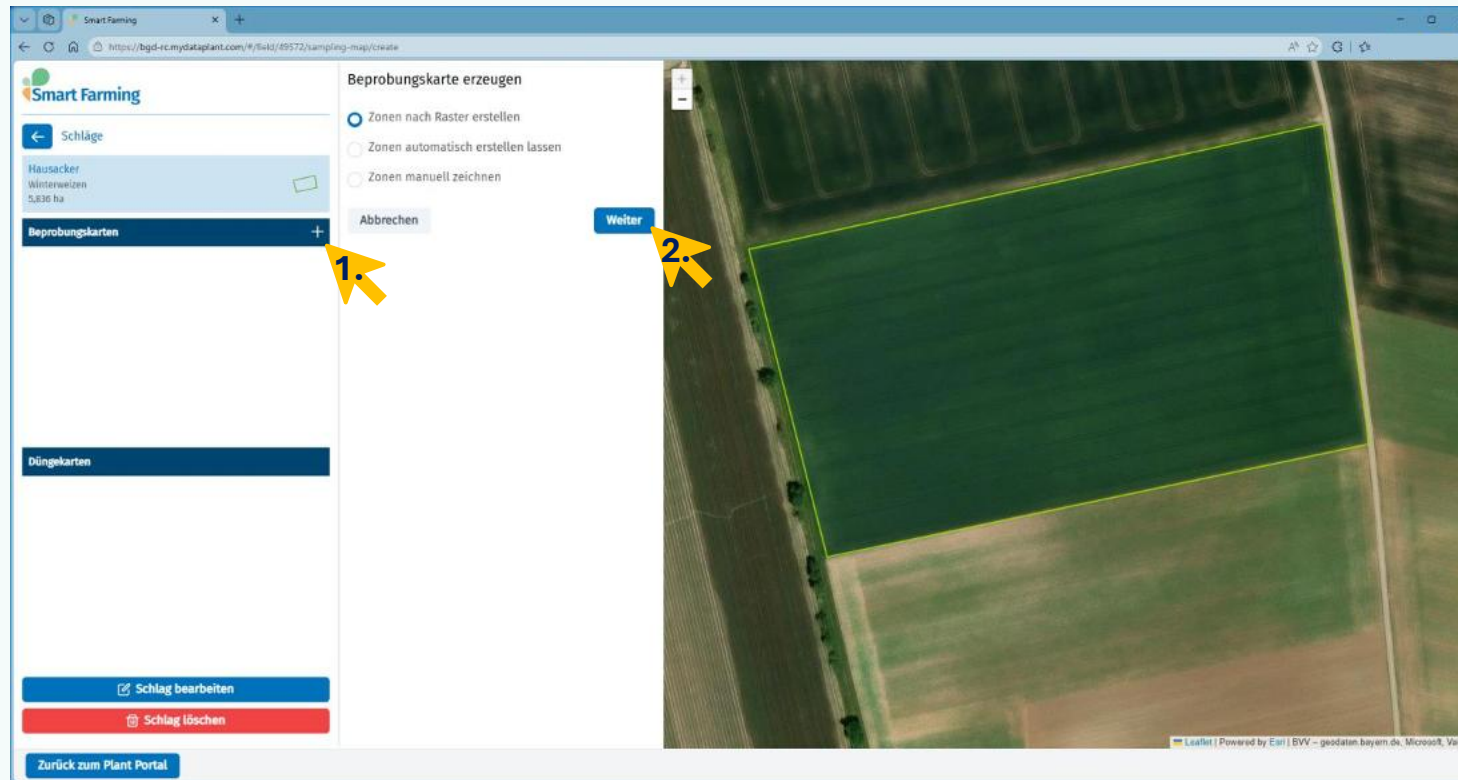 Smart Farming
https://bgd-rc.mydataplant.com/#/field/49572/sampling-map/create
Smart Farming
Schläge
Hausacker
Winterweizen
5,836 ha
Beprobungskarten
1.
Düngekarten
Schlag bearbeiten
Schlag löschen
Zurück zum Plant Portal
Beprobungskarte erzeugen
Zonen nach Raster erstellen
Zonen automatisch erstellen lassen
Zonen manuell zeichnen
Abbrechen
Weiter
2.
Leaflet | Powered by Esri | BVV – geodaten.bayern.de, Microsoft,